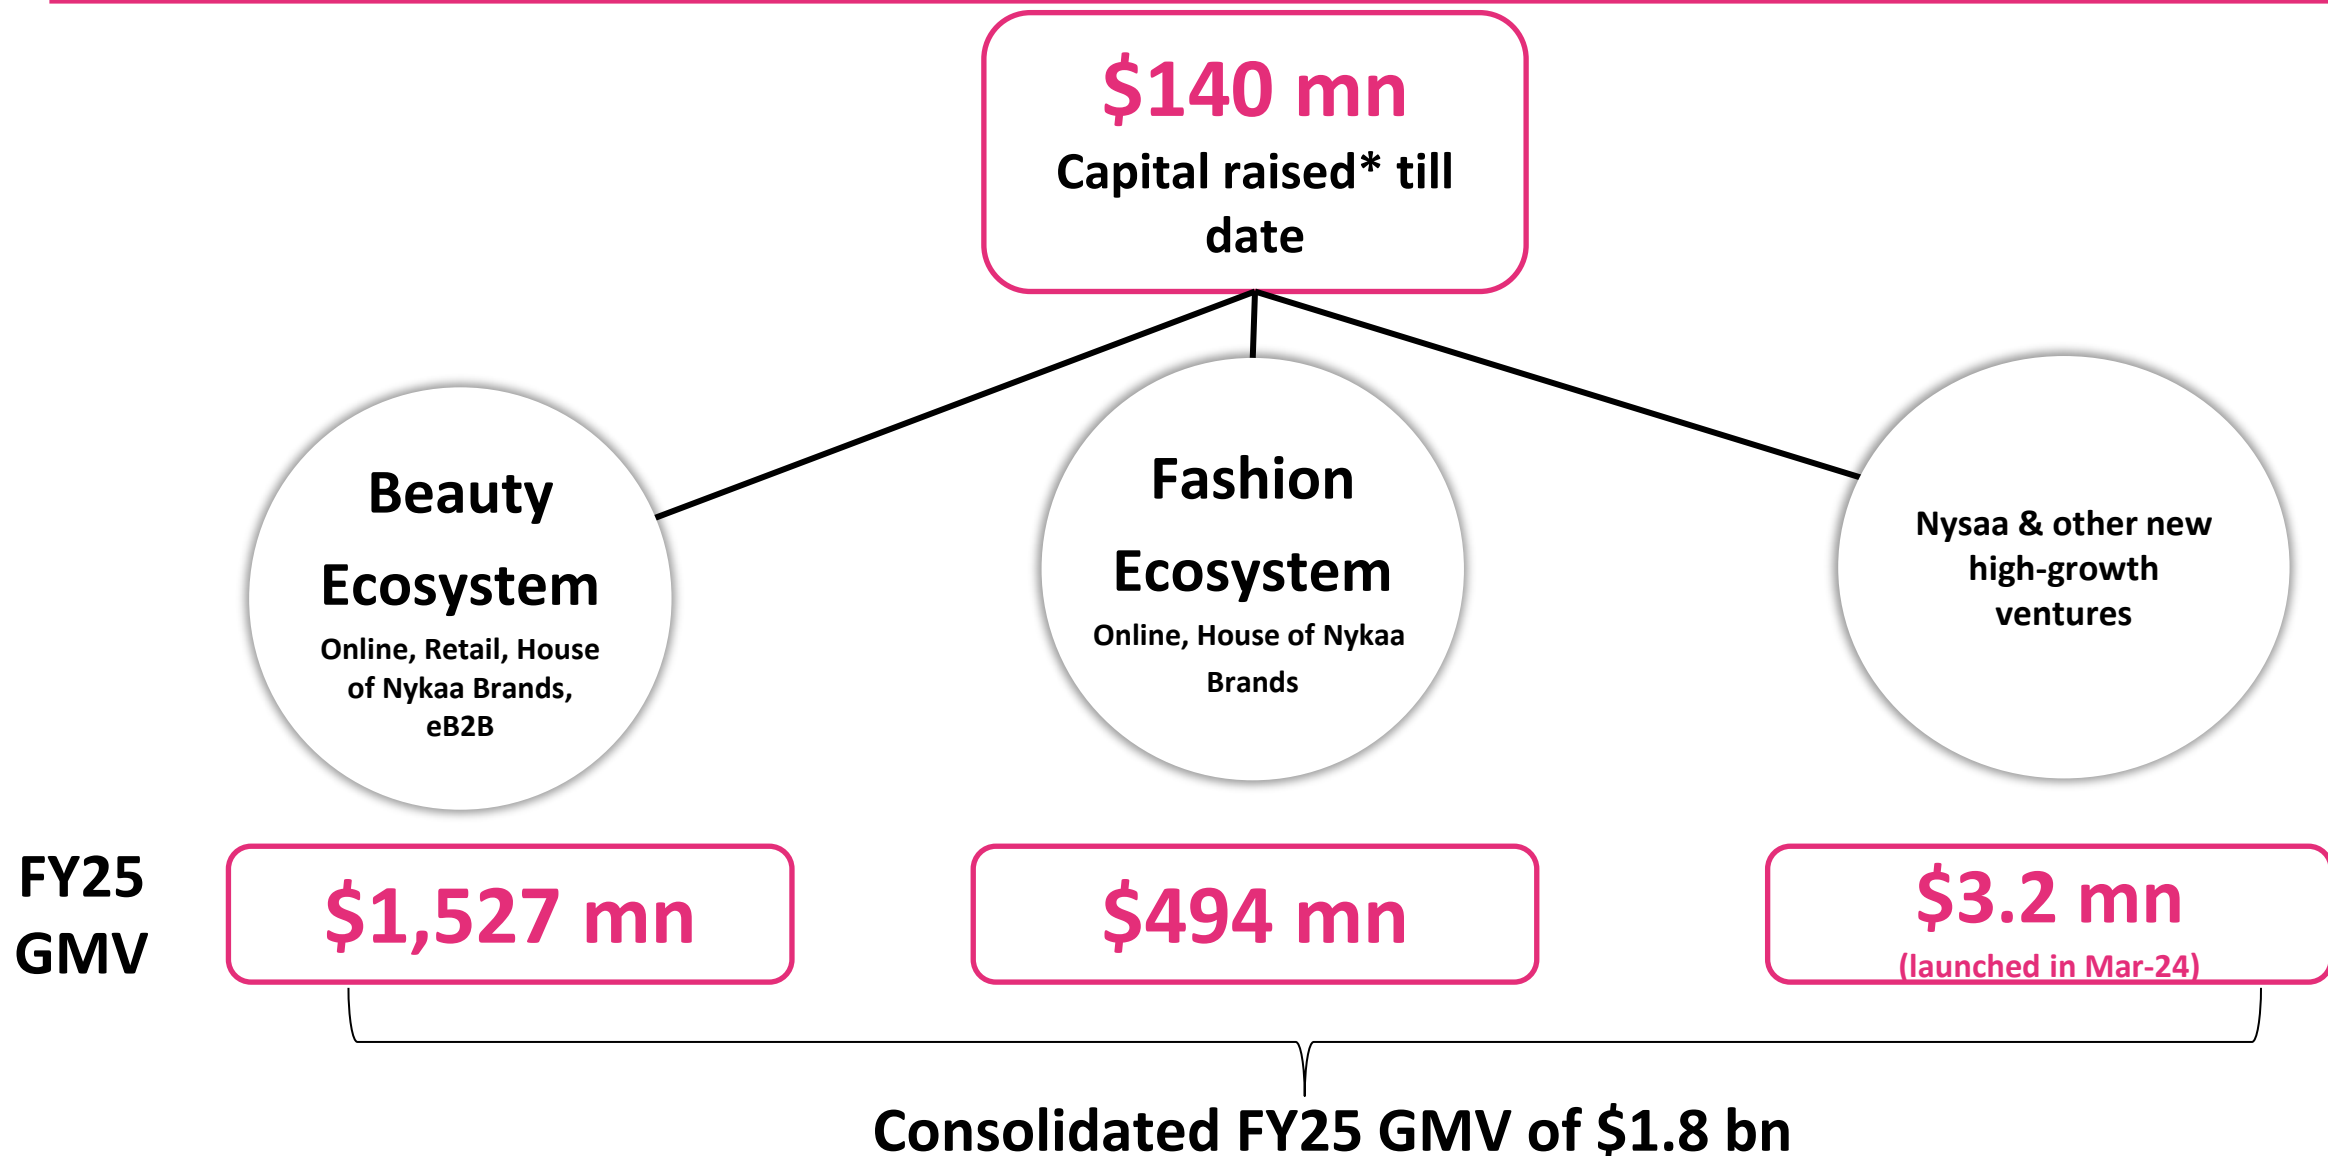 $140 mn
Capital raised* till
date
Beauty
Ecosystem
Online, Retail, House
of Nykaa Brands,
eB2B
Fashion
Ecosystem
Online, House of Nykaa
Brands
Nysaa & other new
high-growth
ventures
FY25
GMV
$1,527 mn
$494 mn
$3.2 mn
(launched in Mar-24)
Consolidated FY25 GMV of $1.8 bn